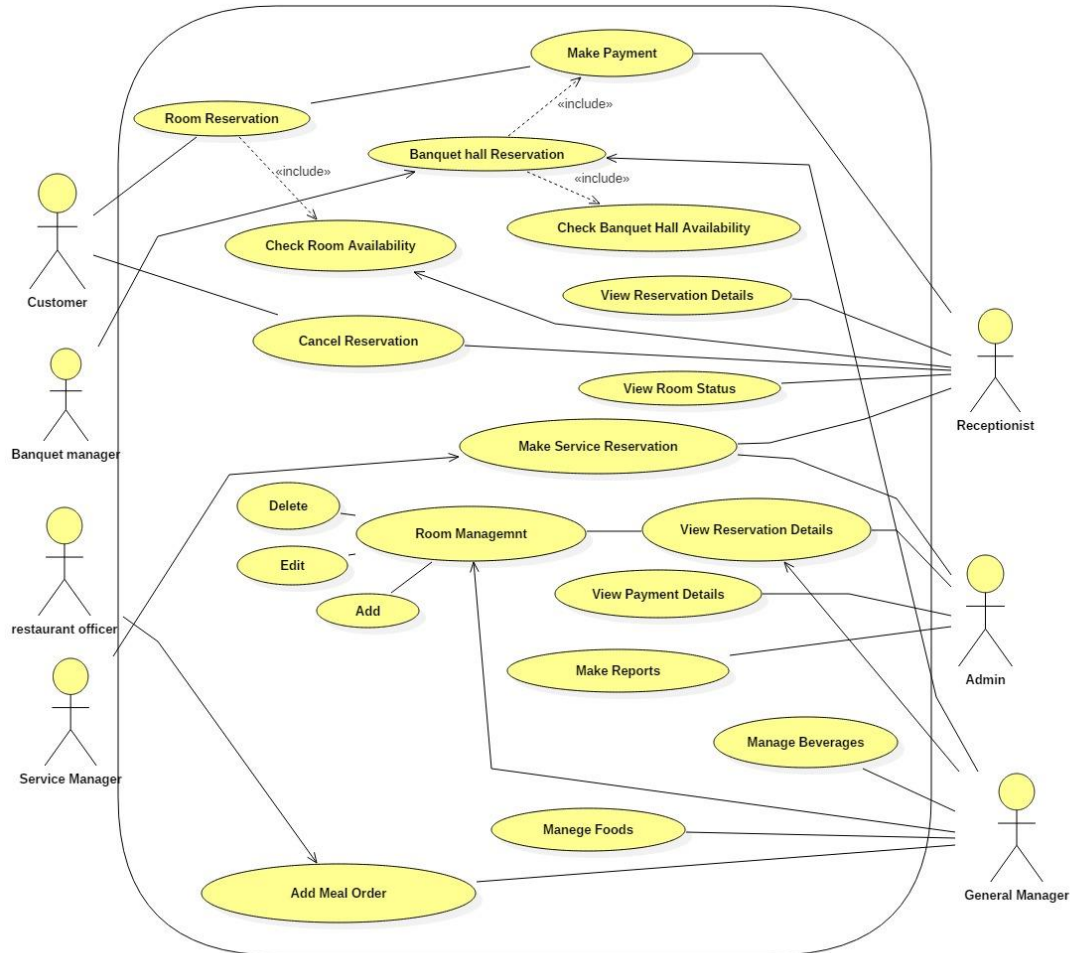 Make Payment
«include»
Room Reservation
Banquet hall Reservation
«include»
«include»
Check Banquet Hall Availability
Check Room Availability
View Reservation Details
Customer
Cancel Reservation
View Room Status
Receptionist
Banquet manager
Make Service Reservation
Delete
Room Managemnt
View Reservation Details
Edit
View Payment Details
Add
restaurant officer
Make Reports
Admin
Manage Beverages
Service Manager
Manege Foods
Add Meal Order
General Manager